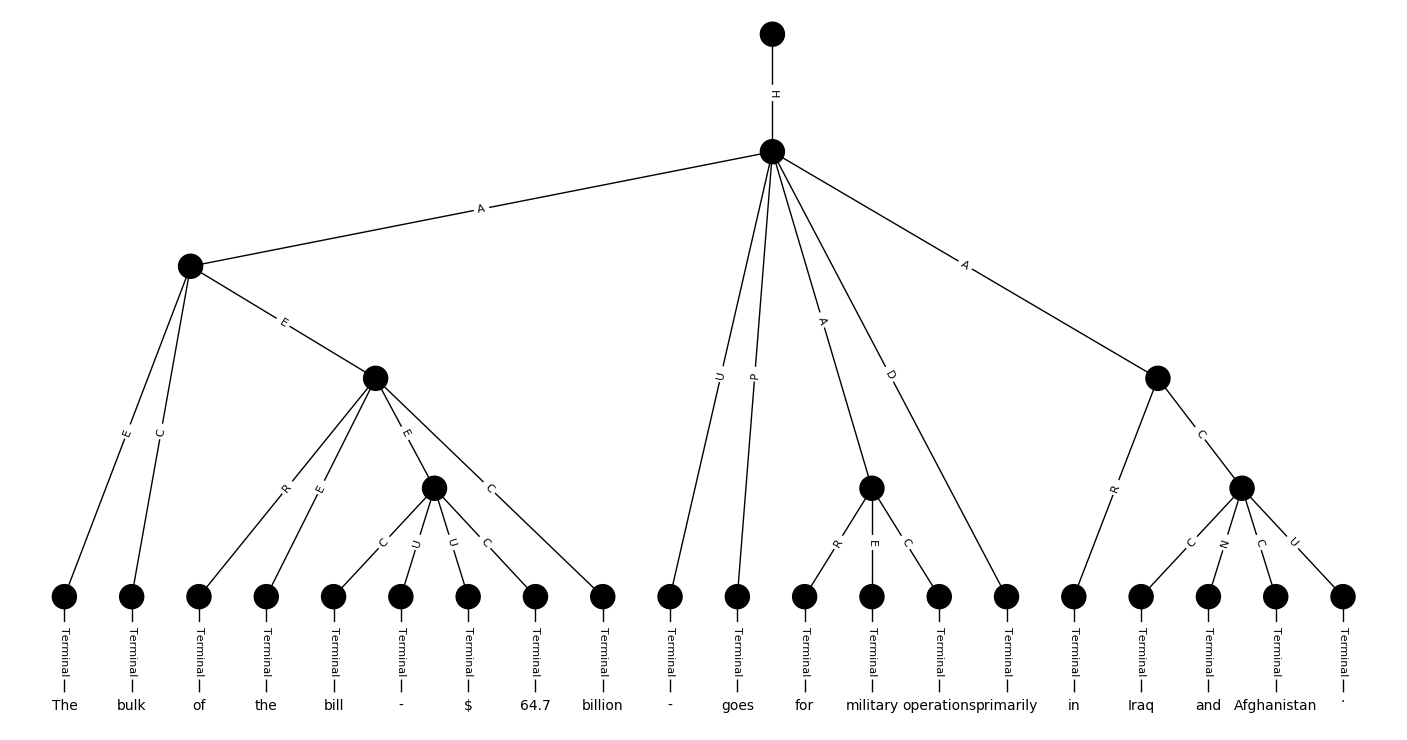 H
A
A
E
U
A
D
P
E
C
E
C
R
E
C
R
C
U
U
C
R
E
C
C
N
C
U
Terminal Terminal Terminal Terminal Terminal Terminal Terminal Terminal Terminal Terminal Terminal Terminal Terminal Terminal Terminal Terminal Terminal Terminal Terminal Terminal
The bulk of the bill - $ 64.7 billion - goes for military operations primarily in Iraq and Afghanistan .